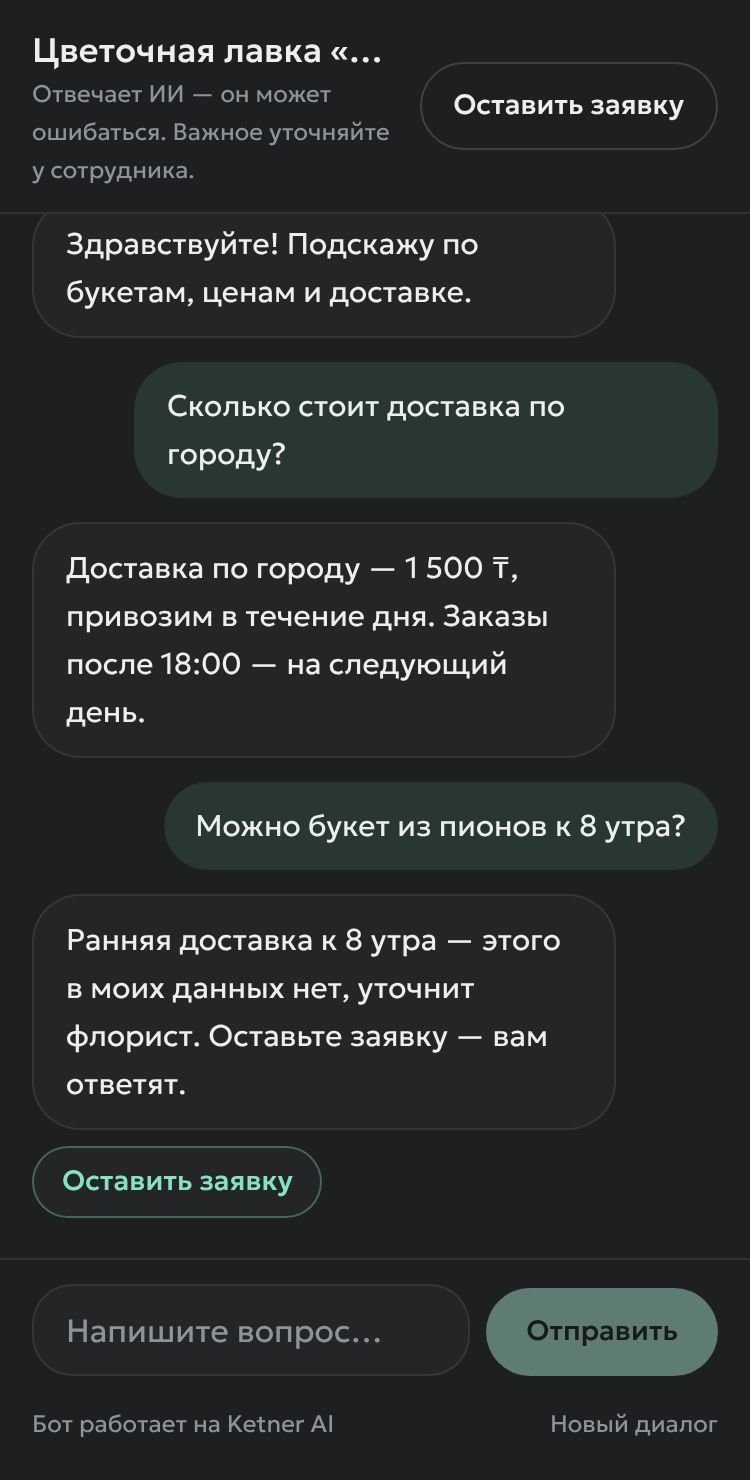 Цветочная лавка «…
Отвечает ИИ — он может
ошибаться. Важное уточняйте
у сотрудника.
Оставить заявку
Здравствуйте! Подскажу по
букетам, ценам и доставке.
Сколько стоит доставка по
городу?
Доставка по городу — 1 500 ₸,
привозим в течение дня. Заказы
после 18:00 — на следующий
день.
Можно букет из пионов к 8 утра?
Ранняя доставка к 8 утра — этого
в моих данных нет, уточнит
флорист. Оставьте заявку — вам
ответят.
Оставить заявку
Напишите вопрос…
Отправить
Бот работает на Ketner AI
Новый диалог